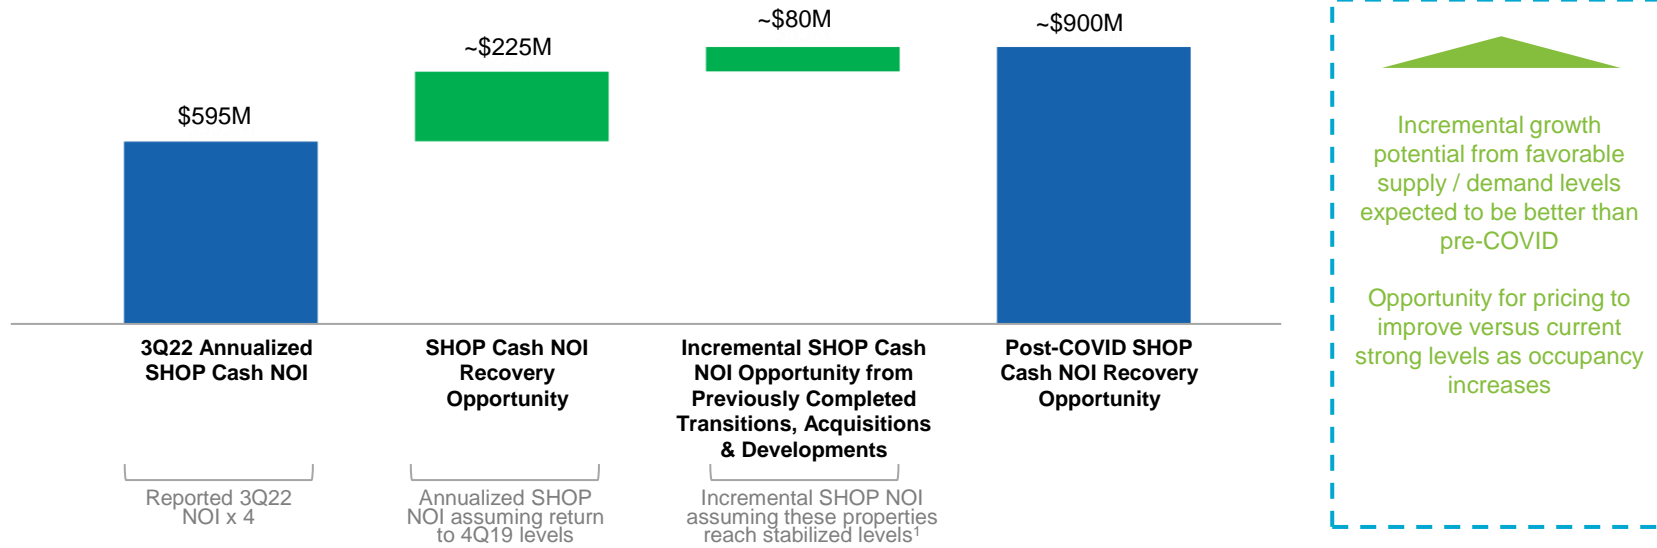 $595M
~$225M
~$80M
~$900M
3Q22 Annualized
SHOP Cash NOI
SHOP Cash NOI
Recovery
Opportunity
Incremental SHOP Cash
NOI Opportunity from
Previously Completed
Transitions, Acquisitions
& Developments
Post-COVID SHOP
Cash NOI Recovery
Opportunity
Reported 3Q22
NOI x 4
Annualized SHOP
NOI assuming return
to 4Q19 levels
Incremental SHOP NOI
assuming these properties
reach stabilized levels¹
Incremental growth
potential from favorable
supply / demand levels
expected to be better than
pre-COVID
Opportunity for pricing to
improve versus current
strong levels as occupancy
increases